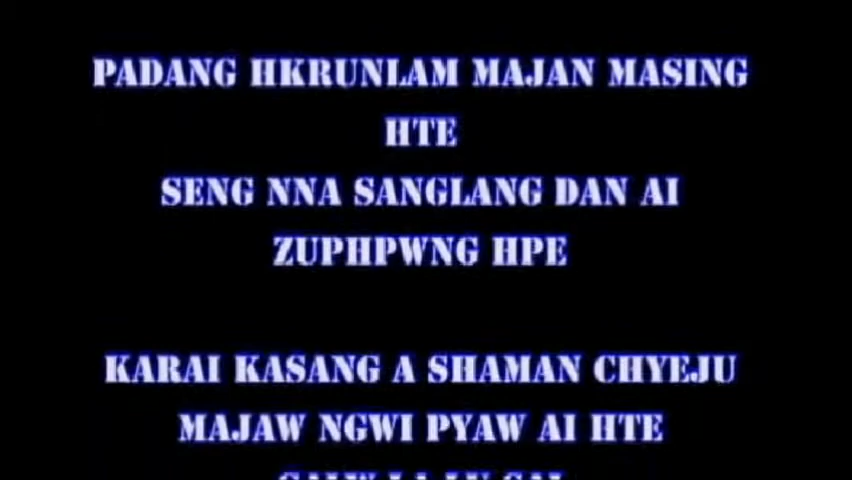 PADANG HKRUNLAM MAJAN MASING
HTE
SENG NNA SANGLANG DAN AI
ZUPHPWNG HPE
KARAI KASANG A SHAMAN CHYEJU
MAJAW NGWI PYAW AI HTE